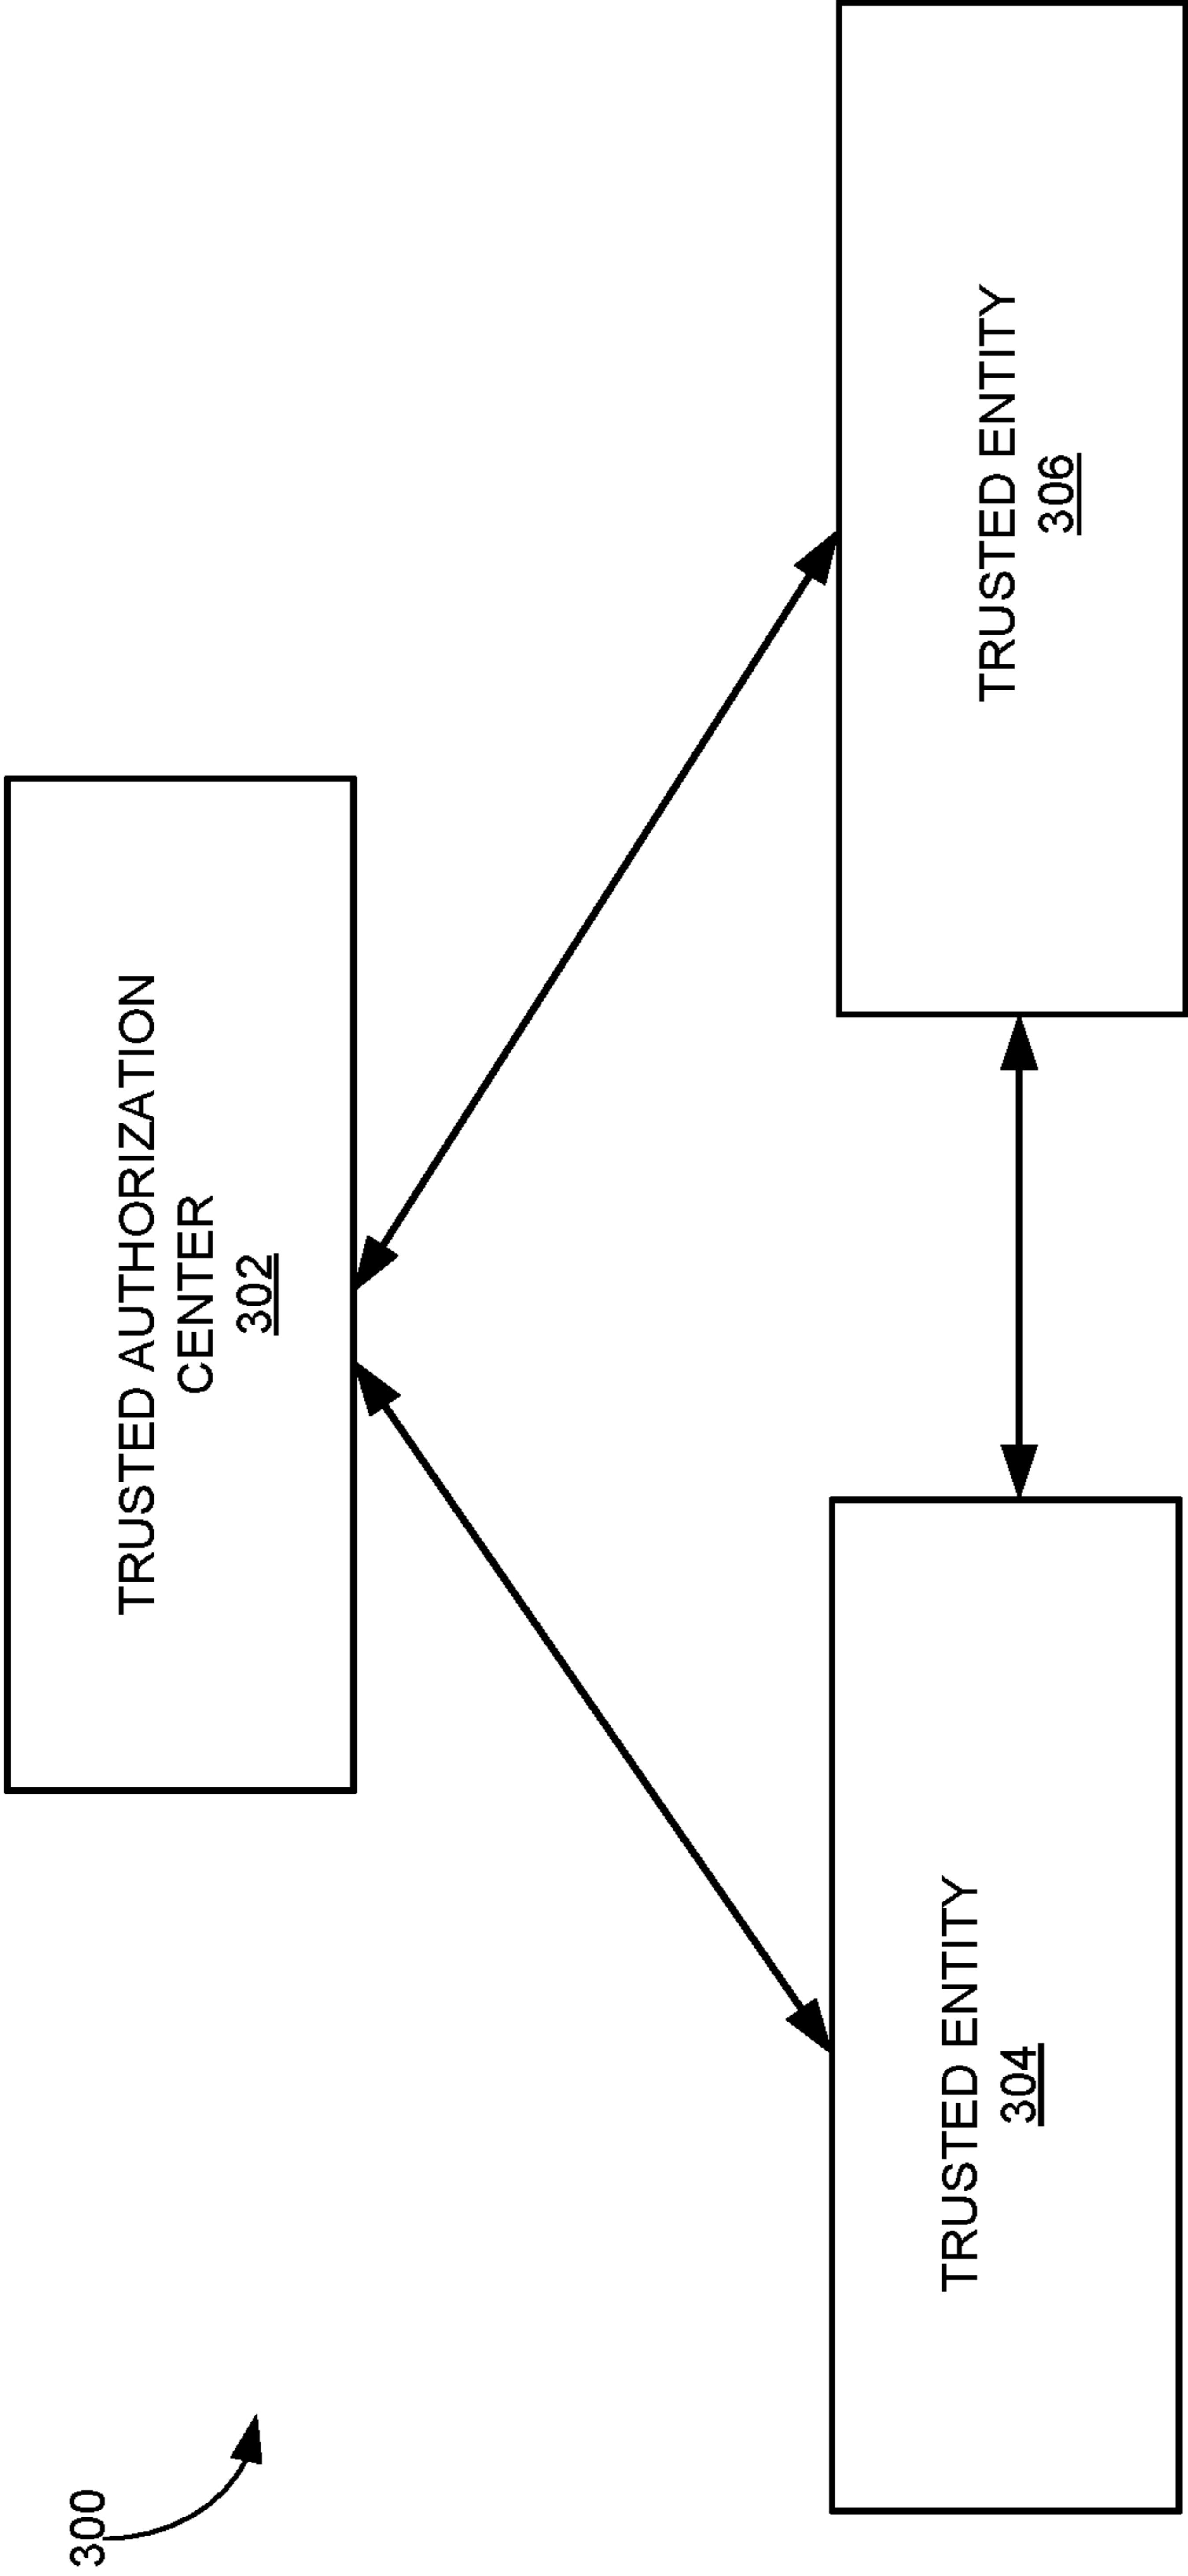 300
TRUSTED AUTHORIZATION
CENTER
302
TRUSTED ENTITY
304
TRUSTED ENTITY
306